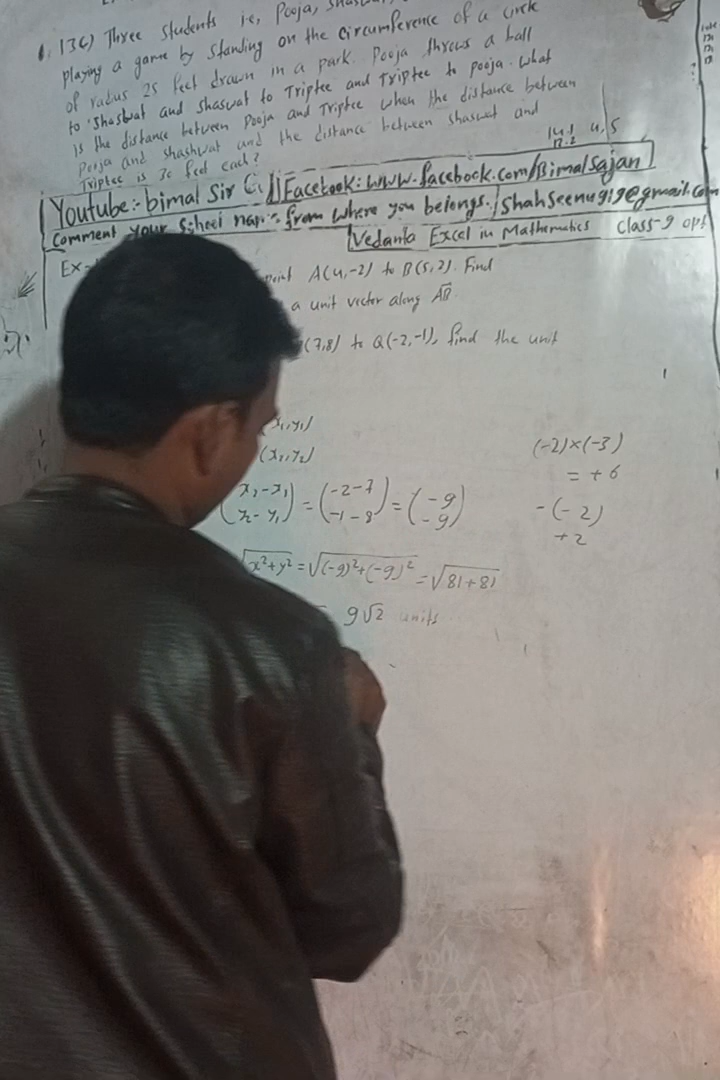 13c) Three students ie, Pooja,
playing a game by standing on the circumference of a circle
of radius 25 feet drawn in a park. Pooja throws a ball
to Shaswat and Shaswat to Triptee and Triptee to pooja. What
is the distance between Pooja and Triptee when the distance between
Pooja and shashwat and the distance between shaswat and
Triptee is 30 feet each?
Youtube:- bimal Sir
Facebook: www.facebook.com/Bimalsajan
Comment your School name from where you belongs. / Shahseenu919@gmail.com
Vedanta Excel in Mathematics Class-9 opt
Ex-
point A(4,-2) to B(5,2). Find
a unit vector along AB.
(7,8) to Q(-2,-1), find the unit
(x₁,y₁)
(x₂,y₂)
(x₂-x₁ / y₂-y₁) = (-2-7 / -1-8) = (-9 / -9)
√x²+y² = √(-9)²+(-9)² = √81+81
9√2 units
(-2)×(-3)
= +6
-(-2)
+2